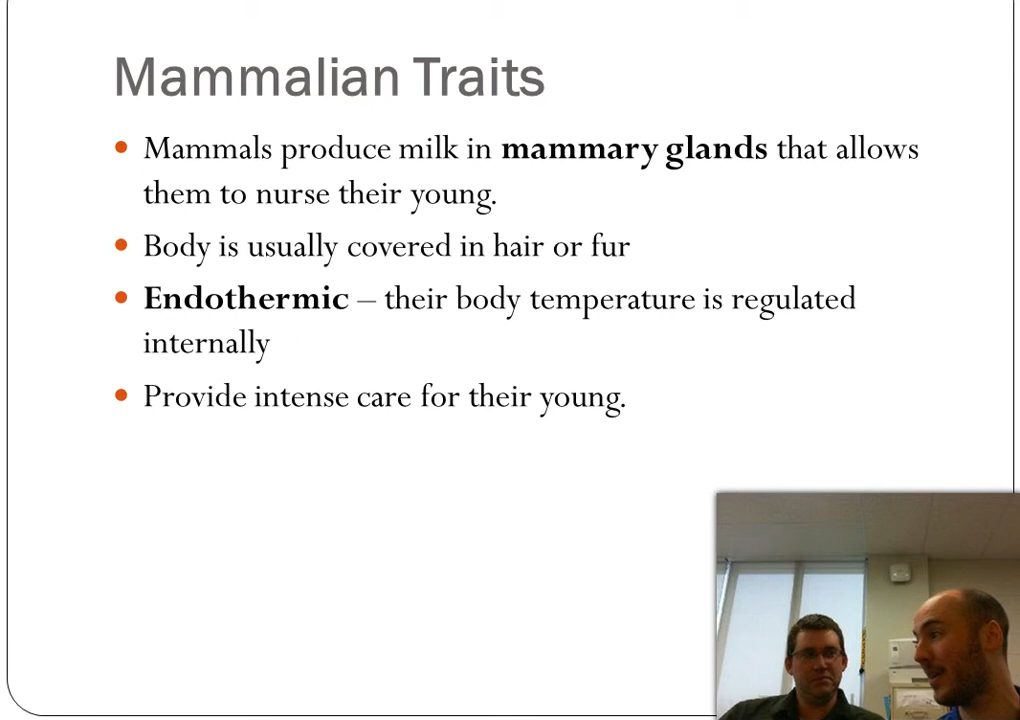 Mammalian Traits
Mammals produce milk in mammary glands that allows
them to nurse their young.
Body is usually covered in hair or fur
Endothermic – their body temperature is regulated
internally
Provide intense care for their young.